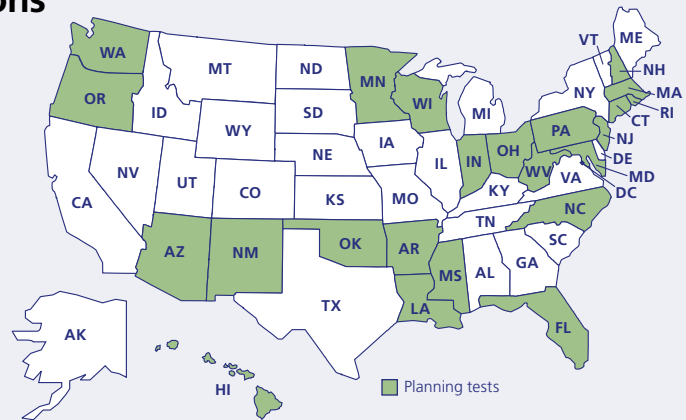 ons
WA
OR
CA
NV
ID
MT
WY
UT
AZ
CO
NM
ND
SD
NE
KS
OK
TX
MN
IA
MO
AR
LA
WI
IL
MI
IN
OH
KY
TN
MS
AL
GA
FL
SC
NC
VA
WV
PA
NY
VT
ME
NH
MA
RI
CT
NJ
DE
MD
DC
AK
HI
Planning tests